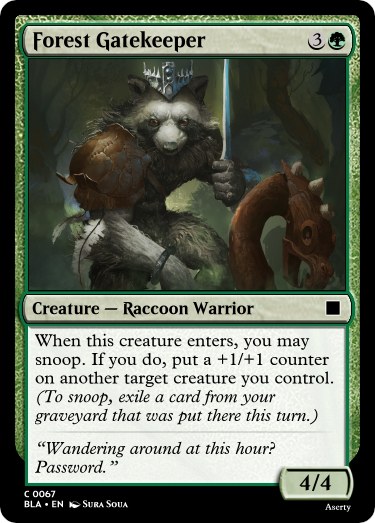 Forest Gatekeeper 3
Creature — Raccoon Warrior
When this creature enters, you may
snoop. If you do, put a +1/+1 counter
on another target creature you control.
(To snoop, exile a card from your
graveyard that was put there this turn.)
“Wandering around at this hour?
Password.”
4/4
C 0067
BLA • EN Sura Soua
Aserty